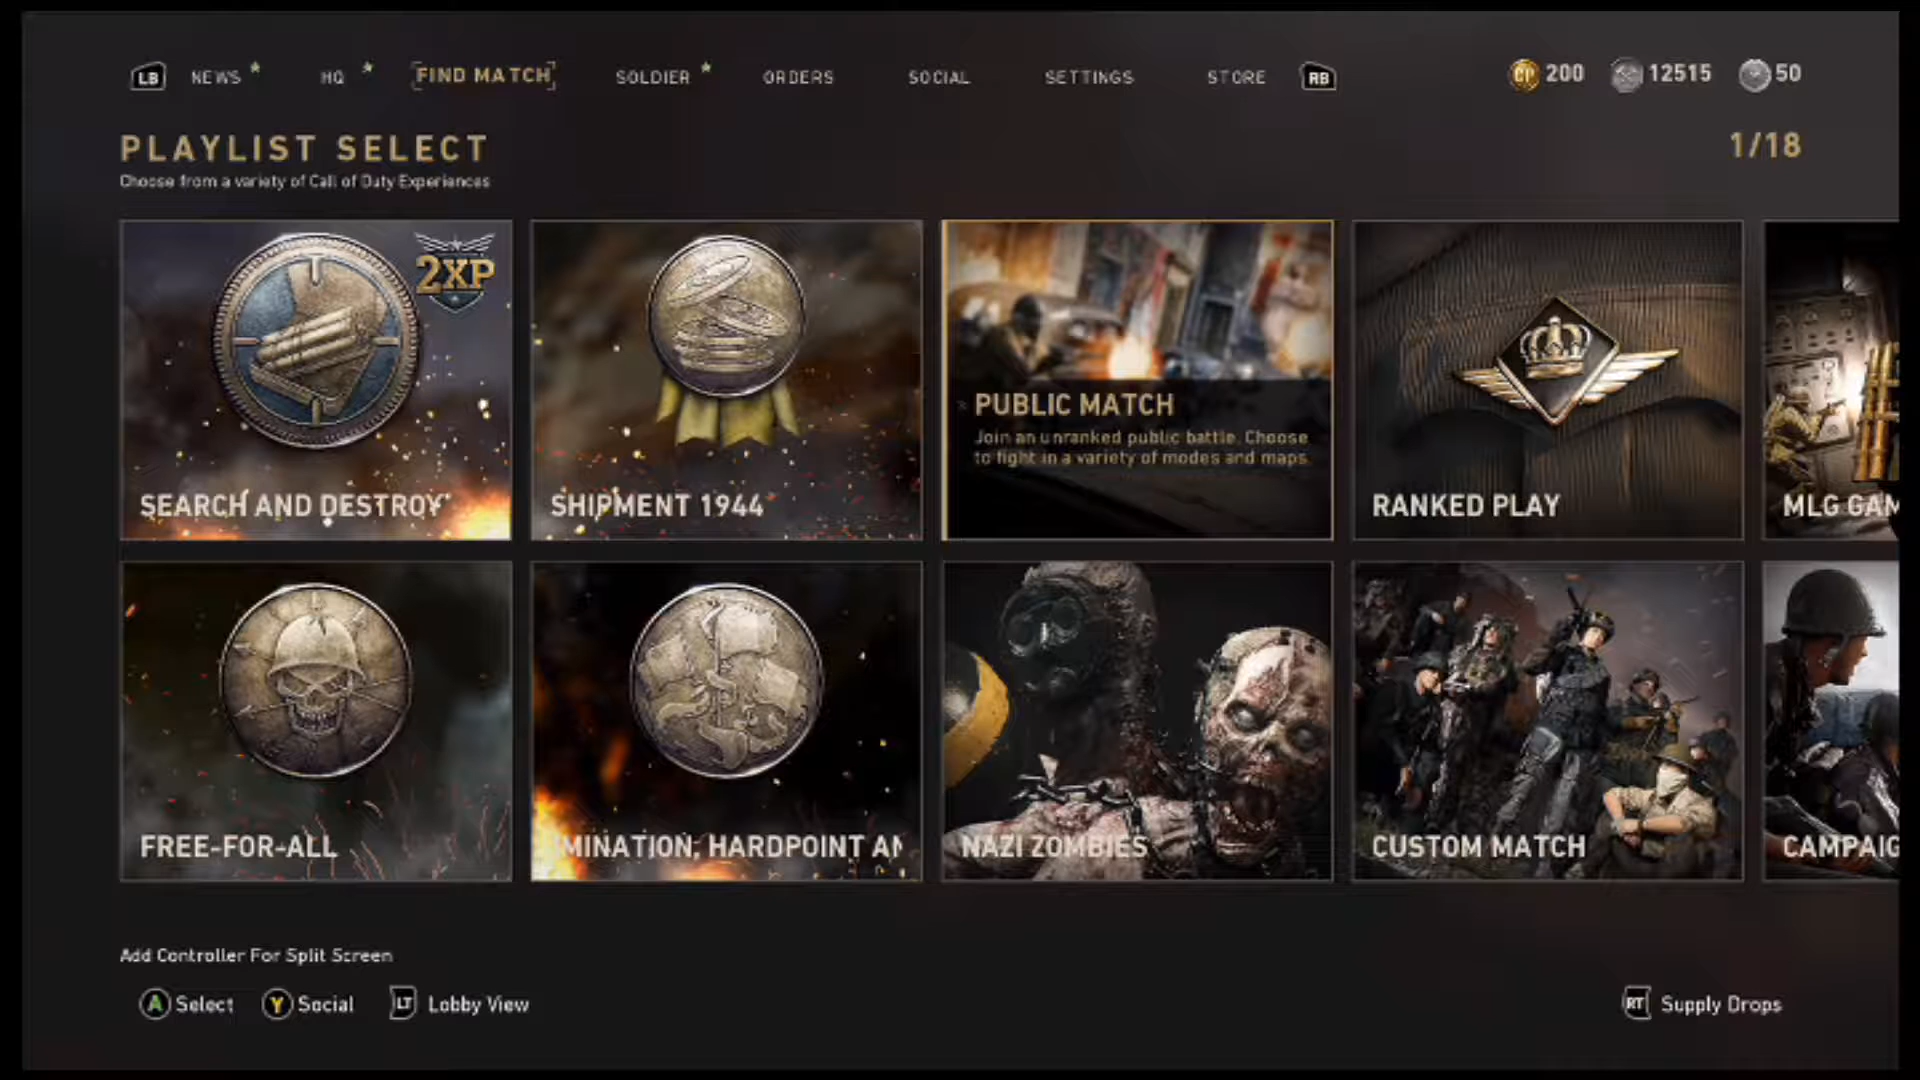 LB NEWS HQ FIND MATCH SOLDIER ORDERS SOCIAL SETTINGS STORE RB
CP 200 12515 50
PLAYLIST SELECT
1/18
Choose from a variety of Call of Duty Experiences
2XP
SEARCH AND DESTROY
SHIPMENT 1944
PUBLIC MATCH
Join an unranked public battle. Choose
to fight in a variety of modes and maps.
RANKED PLAY
MLG GAM
FREE-FOR-ALL
MINATION, HARDPOINT AN
NAZI ZOMBIES
CUSTOM MATCH
CAMPAIG
Add Controller For Split Screen
A Select Y Social LT Lobby View
RT Supply Drops